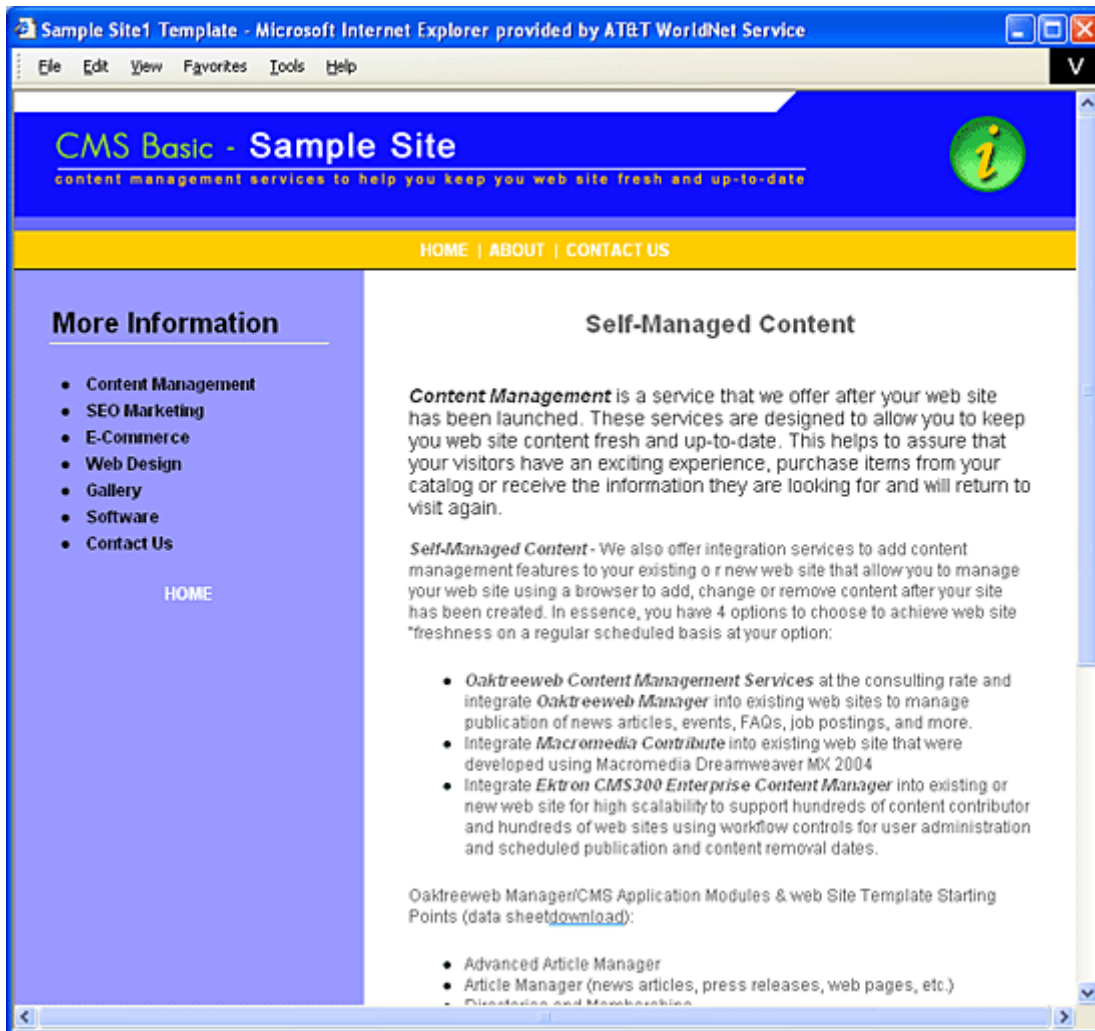 Sample Site1 Template - Microsoft Internet Explorer provided by AT&T WorldNet Service
File Edit View Favorites Tools Help
CMS Basic - Sample Site
content management services to help you keep you web site fresh and up-to-date
HOME | ABOUT | CONTACT US
More Information
• Content Management
• SEO Marketing
• E-Commerce
• Web Design
• Gallery
• Software
• Contact Us
HOME
Self-Managed Content
Content Management is a service that we offer after your web site
has been launched. These services are designed to allow you to keep
you web site content fresh and up-to-date. This helps to assure that
your visitors have an exciting experience, purchase items from your
catalog or receive the information they are looking for and will return to
visit again.
Self-Managed Content - We also offer integration services to add content
management features to your existing o r new web site that allow you to manage
your web site using a browser to add, change or remove content after your site
has been created. In essence, you have 4 options to choose to achieve web site
"freshness on a regular scheduled basis at your option:
• Oaktreeweb Content Management Services at the consulting rate and
integrate Oaktreeweb Manager into existing web sites to manage
publication of news articles, events, FAQs, job postings, and more.
• Integrate Macromedia Contribute into existing web site that were
developed using Macromedia Dreamweaver MX 2004
• Integrate Ektron CMS300 Enterprise Content Manager into existing or
new web site for high scalability to support hundreds of content contributor
and hundreds of web sites using workflow controls for user administration
and scheduled publication and content removal dates.
Oaktreeweb Manager/CMS Application Modules & web Site Template Starting
Points (data sheetdownload):
• Advanced Article Manager
• Article Manager (news articles, press releases, web pages, etc.)
• Directories and Memberships